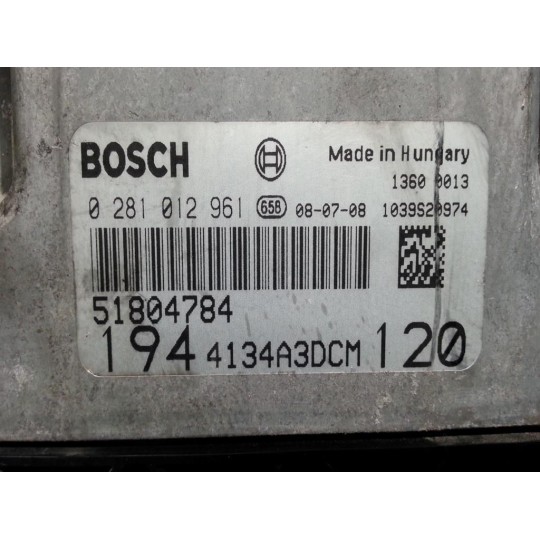 BOSCH Made in Hungary
1360 0013
0 281 012 961 658 08-07-08 1039S20974
51804784
194 4134A3DCM 120